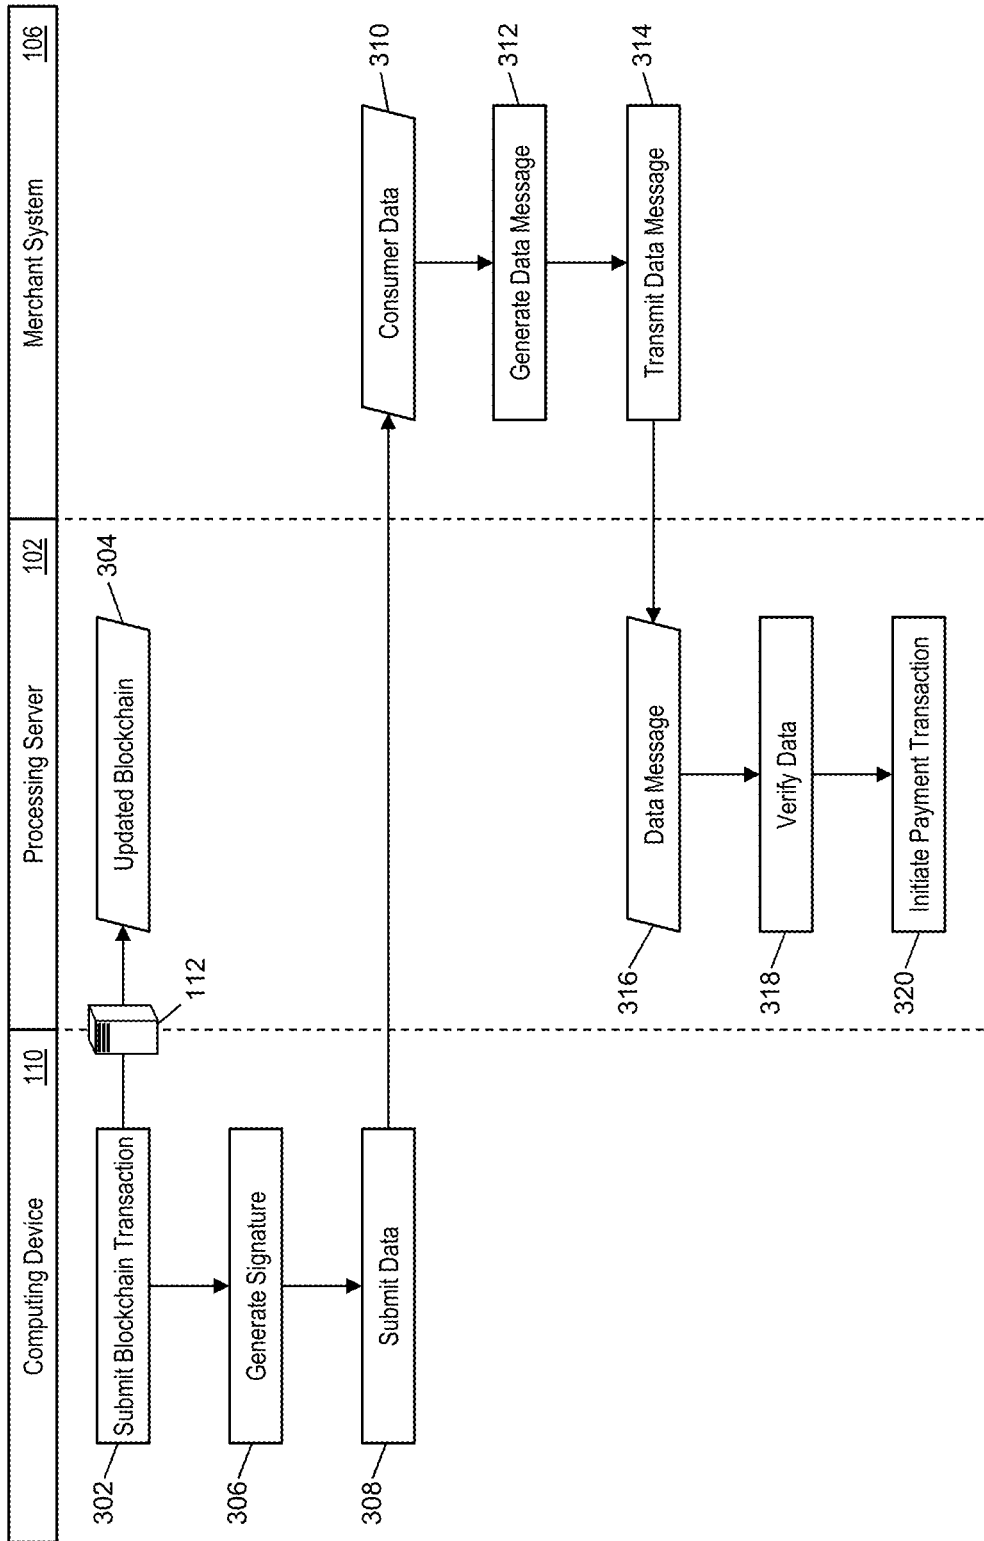 Computing Device 110
Processing Server 102
Merchant System 106
302
Submit Blockchain Transaction
112
Updated Blockchain
304
306
Generate Signature
308
Submit Data
Consumer Data
310
Generate Data Message
312
Transmit Data Message
314
316
Data Message
318
Verify Data
320
Initiate Payment Transaction